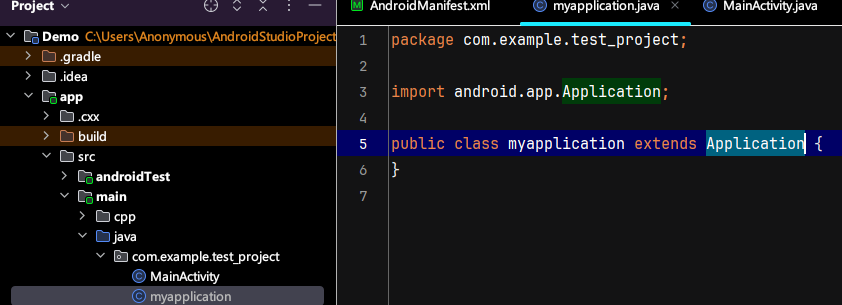 Project
Demo C:\Users\Anonymous\AndroidStudioProject
.gradle
.idea
app
.cxx
build
src
androidTest
main
cpp
java
com.example.test_project
MainActivity
myapplication
AndroidManifest.xml
myapplication.java
MainActivity.java
1 package com.example.test_project;
2
3 import android.app.Application;
4
5 public class myapplication extends Application {
6 }
7